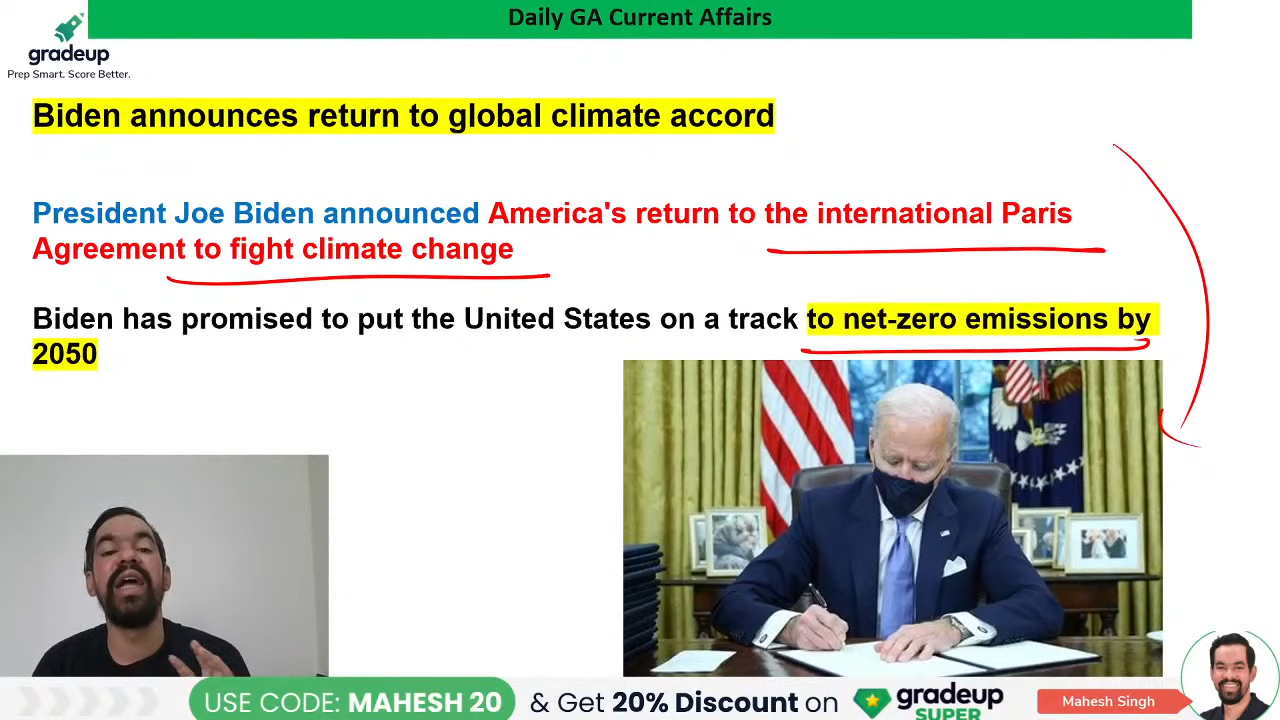 Daily GA Current Affairs
gradeup
Prep Smart. Score Better.
Biden announces return to global climate accord
President Joe Biden announced America's return to the international Paris
Agreement to fight climate change
Biden has promised to put the United States on a track to net-zero emissions by
2050
USE CODE: MAHESH 20 & Get 20% Discount on gradeup
SUPER
Mahesh Singh